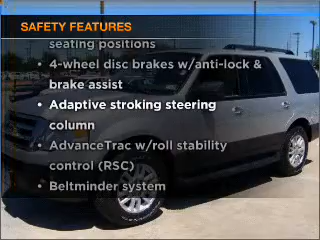 SAFETY FEATURES
seating positions
• 4-wheel disc brakes w/anti-lock &
brake assist
• Adaptive stroking steering
column
• AdvanceTrac w/roll stability
control (RSC)
• Beltminder system